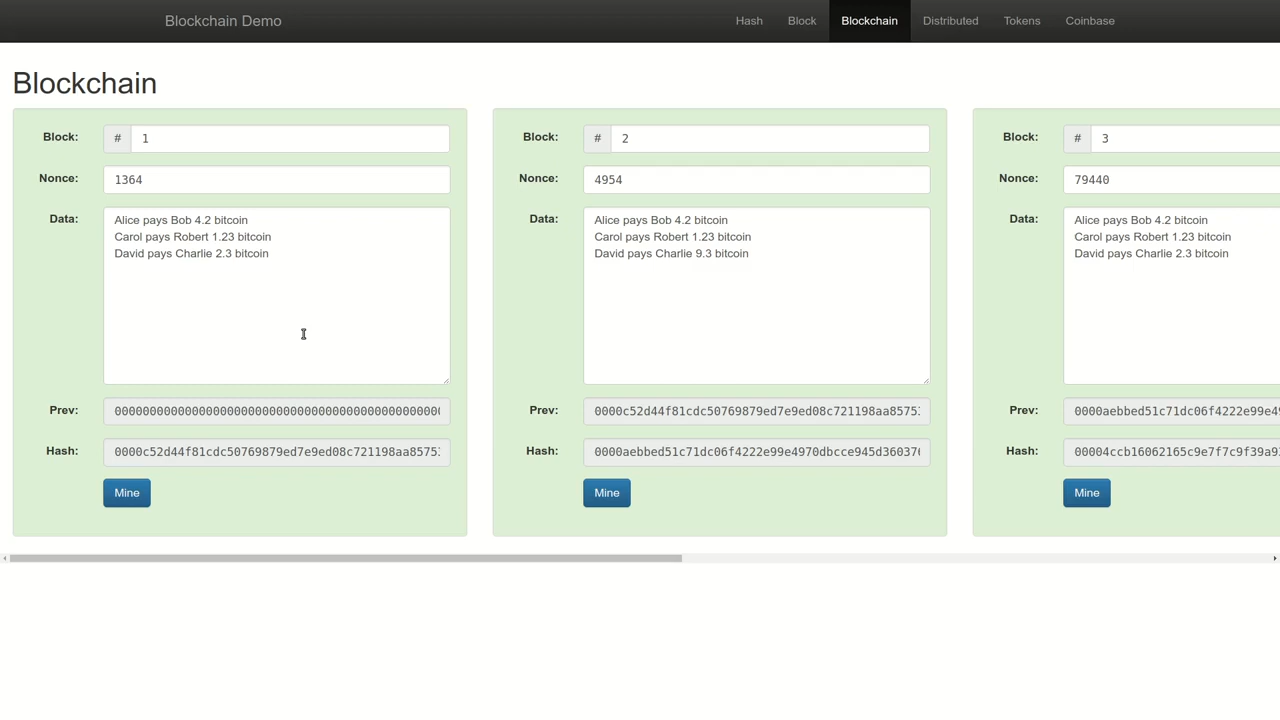 Blockchain Demo
Hash Block Blockchain Distributed Tokens Coinbase
Blockchain
Block: # 1
Nonce: 1364
Data: Alice pays Bob 4.2 bitcoin
Carol pays Robert 1.23 bitcoin
David pays Charlie 2.3 bitcoin
Prev: 00000000000000000000000000000000000000000000000
Hash: 0000c52d44f81cdc50769879ed7e9ed08c721198aa8575
Mine
Block: # 2
Nonce: 4954
Data: Alice pays Bob 4.2 bitcoin
Carol pays Robert 1.23 bitcoin
David pays Charlie 9.3 bitcoin
Prev: 0000c52d44f81cdc50769879ed7e9ed08c721198aa8575
Hash: 0000aebbed51c71dc06f4222e99e4970dbcce945d36037
Mine
Block: # 3
Nonce: 79440
Data: Alice pays Bob 4.2 bitcoin
Carol pays Robert 1.23 bitcoin
David pays Charlie 2.3 bitcoin
Prev: 0000aebbed51c71dc06f4222e99e4
Hash: 00004ccb16062165c9e7f7c9f39a9
Mine